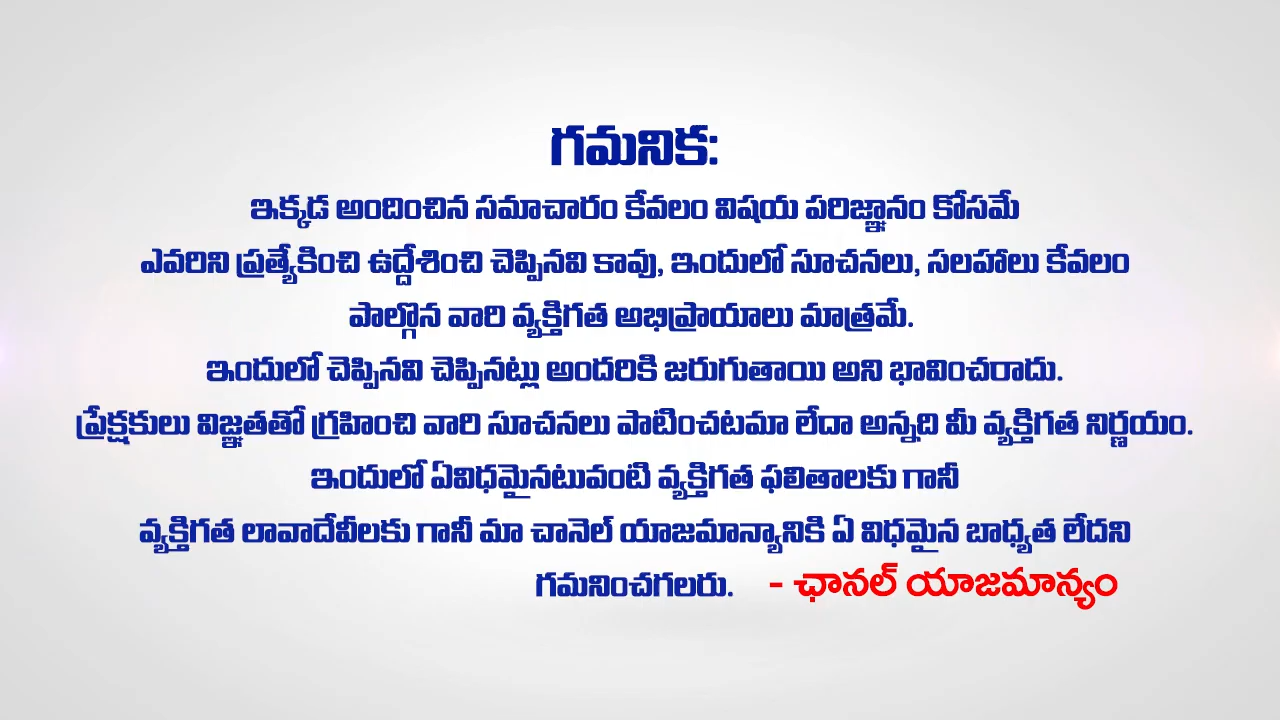 గమనిక:
ఇక్కడ అందించిన సమాచారం కేవలం విషయ పరిజ్ఞానం కోసమే
ఎవరిని ప్రత్యేకించి ఉద్దేశించి చెప్పినవి కావు, ఇందులో సూచనలు, సలహాలు కేవలం
పాల్గొన వారి వ్యక్తిగత అభిప్రాయాలు మాత్రమే.
ఇందులో చెప్పినవి చెప్పినట్లు అందరికి జరుగుతాయి అని భావించరాదు.
ప్రేక్షకులు విజ్ఞతతో గ్రహించి వారి సూచనలు పాటించటమా లేదా అన్నది మీ వ్యక్తిగత నిర్ణయం.
ఇందులో ఏవిధమైనటువంటి వ్యక్తిగత ఫలితాలకు గానీ
వ్యక్తిగత లావాదేవీలకు గానీ మా చానెల్ యాజమాన్యానికి ఏ విధమైన బాధ్యత లేదని
గమనించగలరు. - ఛానల్ యాజమాన్యం